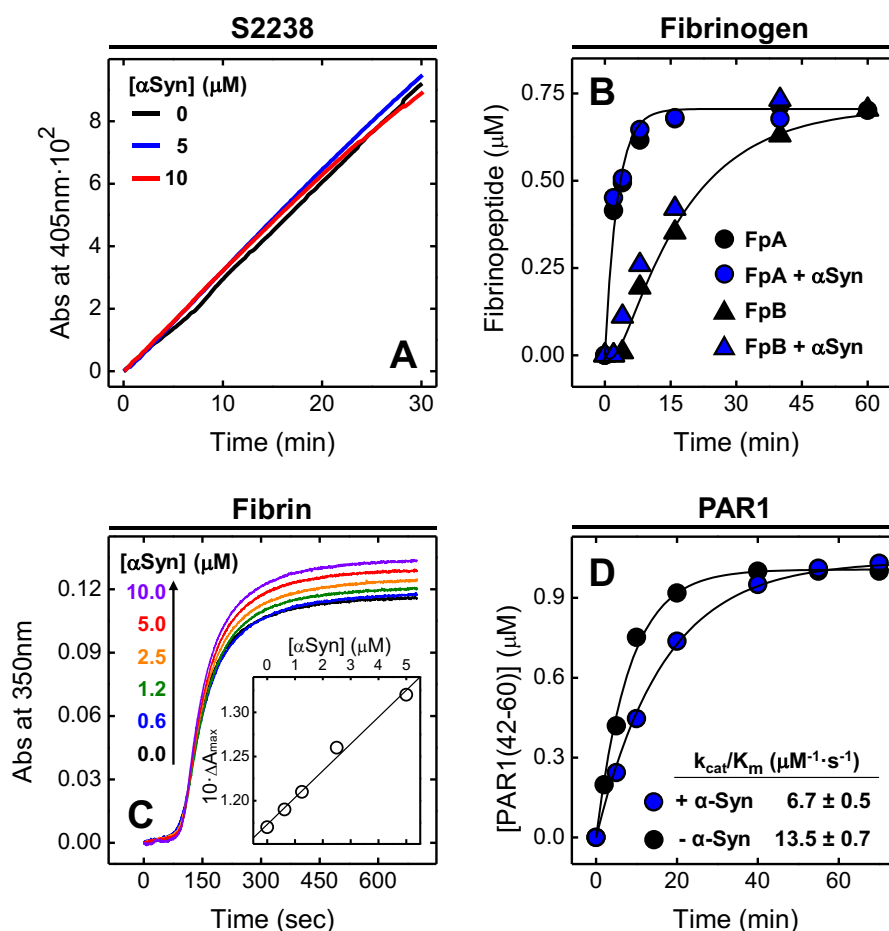 S2238
[αSyn] (μM)
0
5
10
A
Abs at 405nm·10²
8
6
4
2
0
0 10 20 30
Time (min)
Fibrinogen
B
FpA
FpA + αSyn
FpB
FpB + αSyn
Fibrinopeptide (μM)
0.75
0.50
0.25
0.00
0 15 30 45 60
Time (min)
Fibrin
[αSyn] (μM)
10.0
5.0
2.5
1.2
0.6
0.0
C
Abs at 350nm
0.12
0.09
0.06
0.03
0.00
0 150 300 450 600
Time (sec)
[αSyn] (μM)
0 1 2 3 4 5
10·ΔAmax
1.30
1.20
PAR1
D
[PAR1(42-60)] (μM)
0.9
0.6
0.3
0.0
kcat/Km (μM⁻¹·s⁻¹)
+ α-Syn 6.7 ± 0.5
- α-Syn 13.5 ± 0.7
0 20 40 60
Time (min)